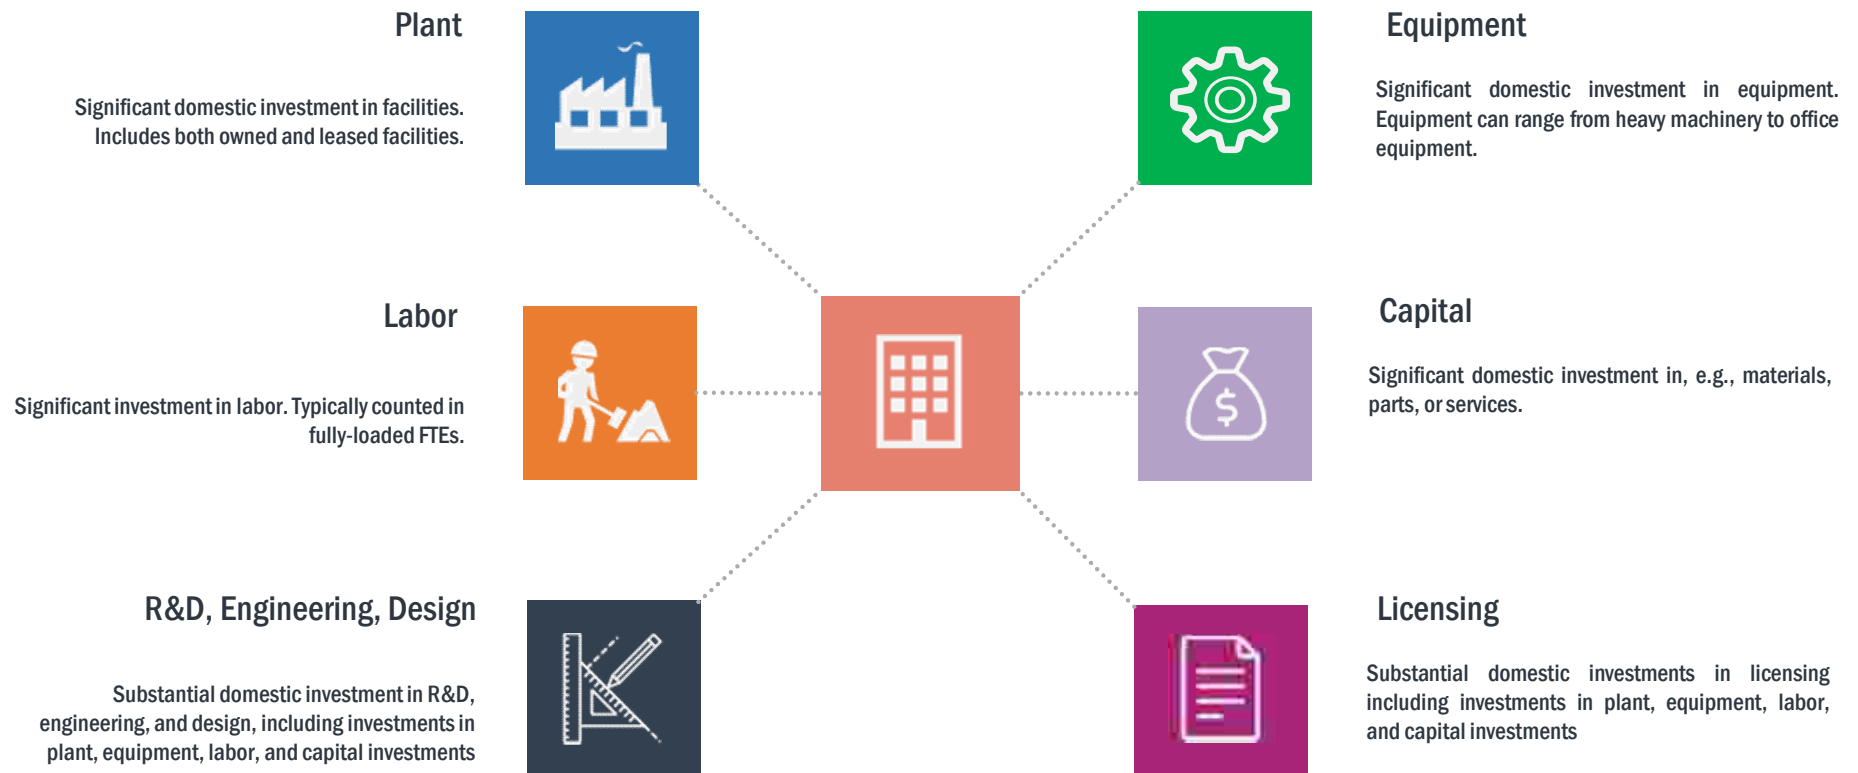 Plant
Significant domestic investment in facilities.
Includes both owned and leased facilities.
Equipment
Significant domestic investment in equipment.
Equipment can range from heavy machinery to office
equipment.
Labor
Significant investment in labor. Typically counted in
fully-loaded FTEs.
Capital
Significant domestic investment in, e.g., materials,
parts, or services.
$
R&D, Engineering, Design
Substantial domestic investment in R&D,
engineering, and design, including investments in
plant, equipment, labor, and capital investments
Licensing
Substantial domestic investments in licensing
including investments in plant, equipment, labor,
and capital investments